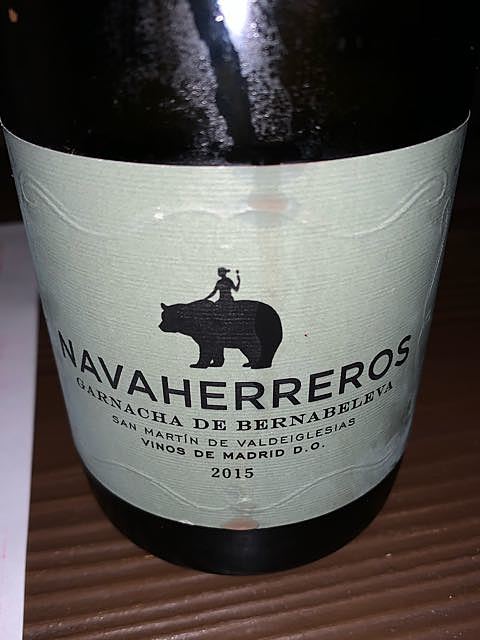 NAVAHERREROS
GARNACHA DE BERNABELEVA
SAN MARTÍN DE VALDEIGLESIAS
VINOS DE MADRID D.O.
2015